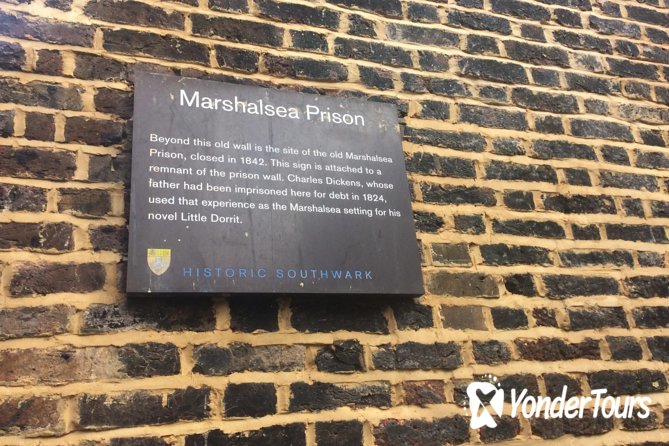 Marshalsea Prison
Beyond this old wall is the site of the old Marshalsea
Prison, closed in 1842. This sign is attached to a
remnant of the prison wall. Charles Dickens, whose
father had been imprisoned here for debt in 1824,
used that experience as the Marshalsea setting for his
novel Little Dorrit.
HISTORIC SOUTHWARK
YONDERTOURS